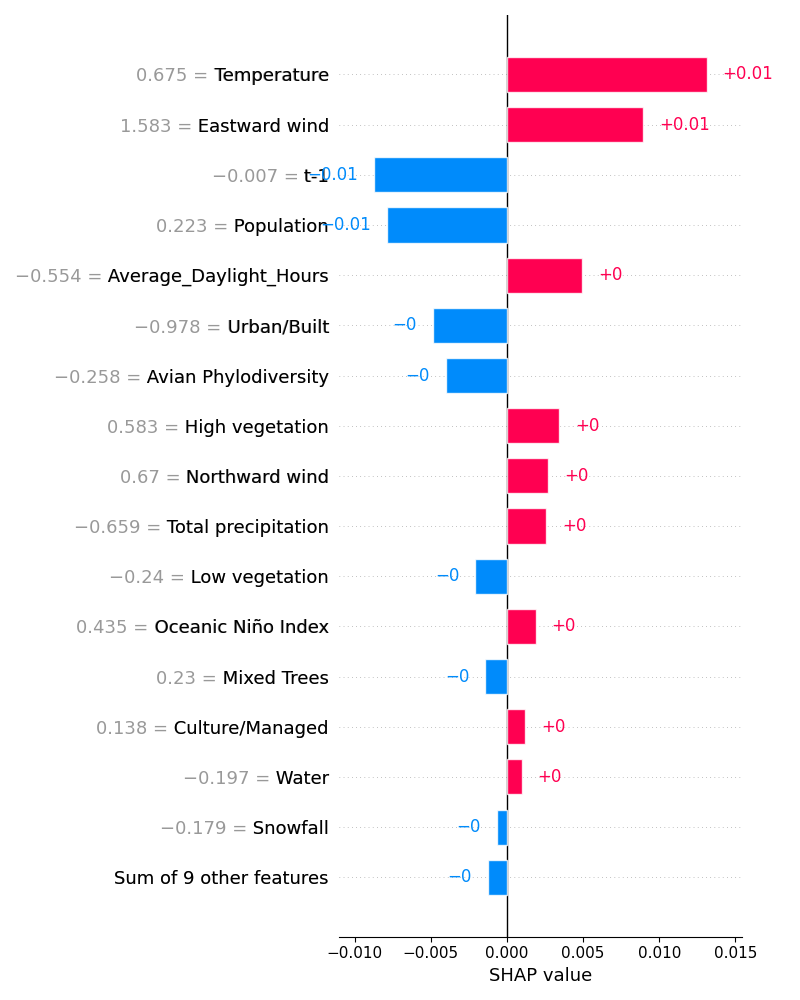 0.675 = Temperature +0.01
1.583 = Eastward wind +0.01
−0.007 = t-1 −0.01
0.223 = Population −0.01
−0.554 = Average_Daylight_Hours +0
−0.978 = Urban/Built −0
−0.258 = Avian Phylodiversity −0
0.583 = High vegetation +0
0.67 = Northward wind +0
−0.659 = Total precipitation +0
−0.24 = Low vegetation −0
0.435 = Oceanic Niño Index +0
0.23 = Mixed Trees −0
0.138 = Culture/Managed +0
−0.197 = Water +0
−0.179 = Snowfall −0
Sum of 9 other features −0
−0.010 −0.005 0.000 0.005 0.010 0.015
SHAP value